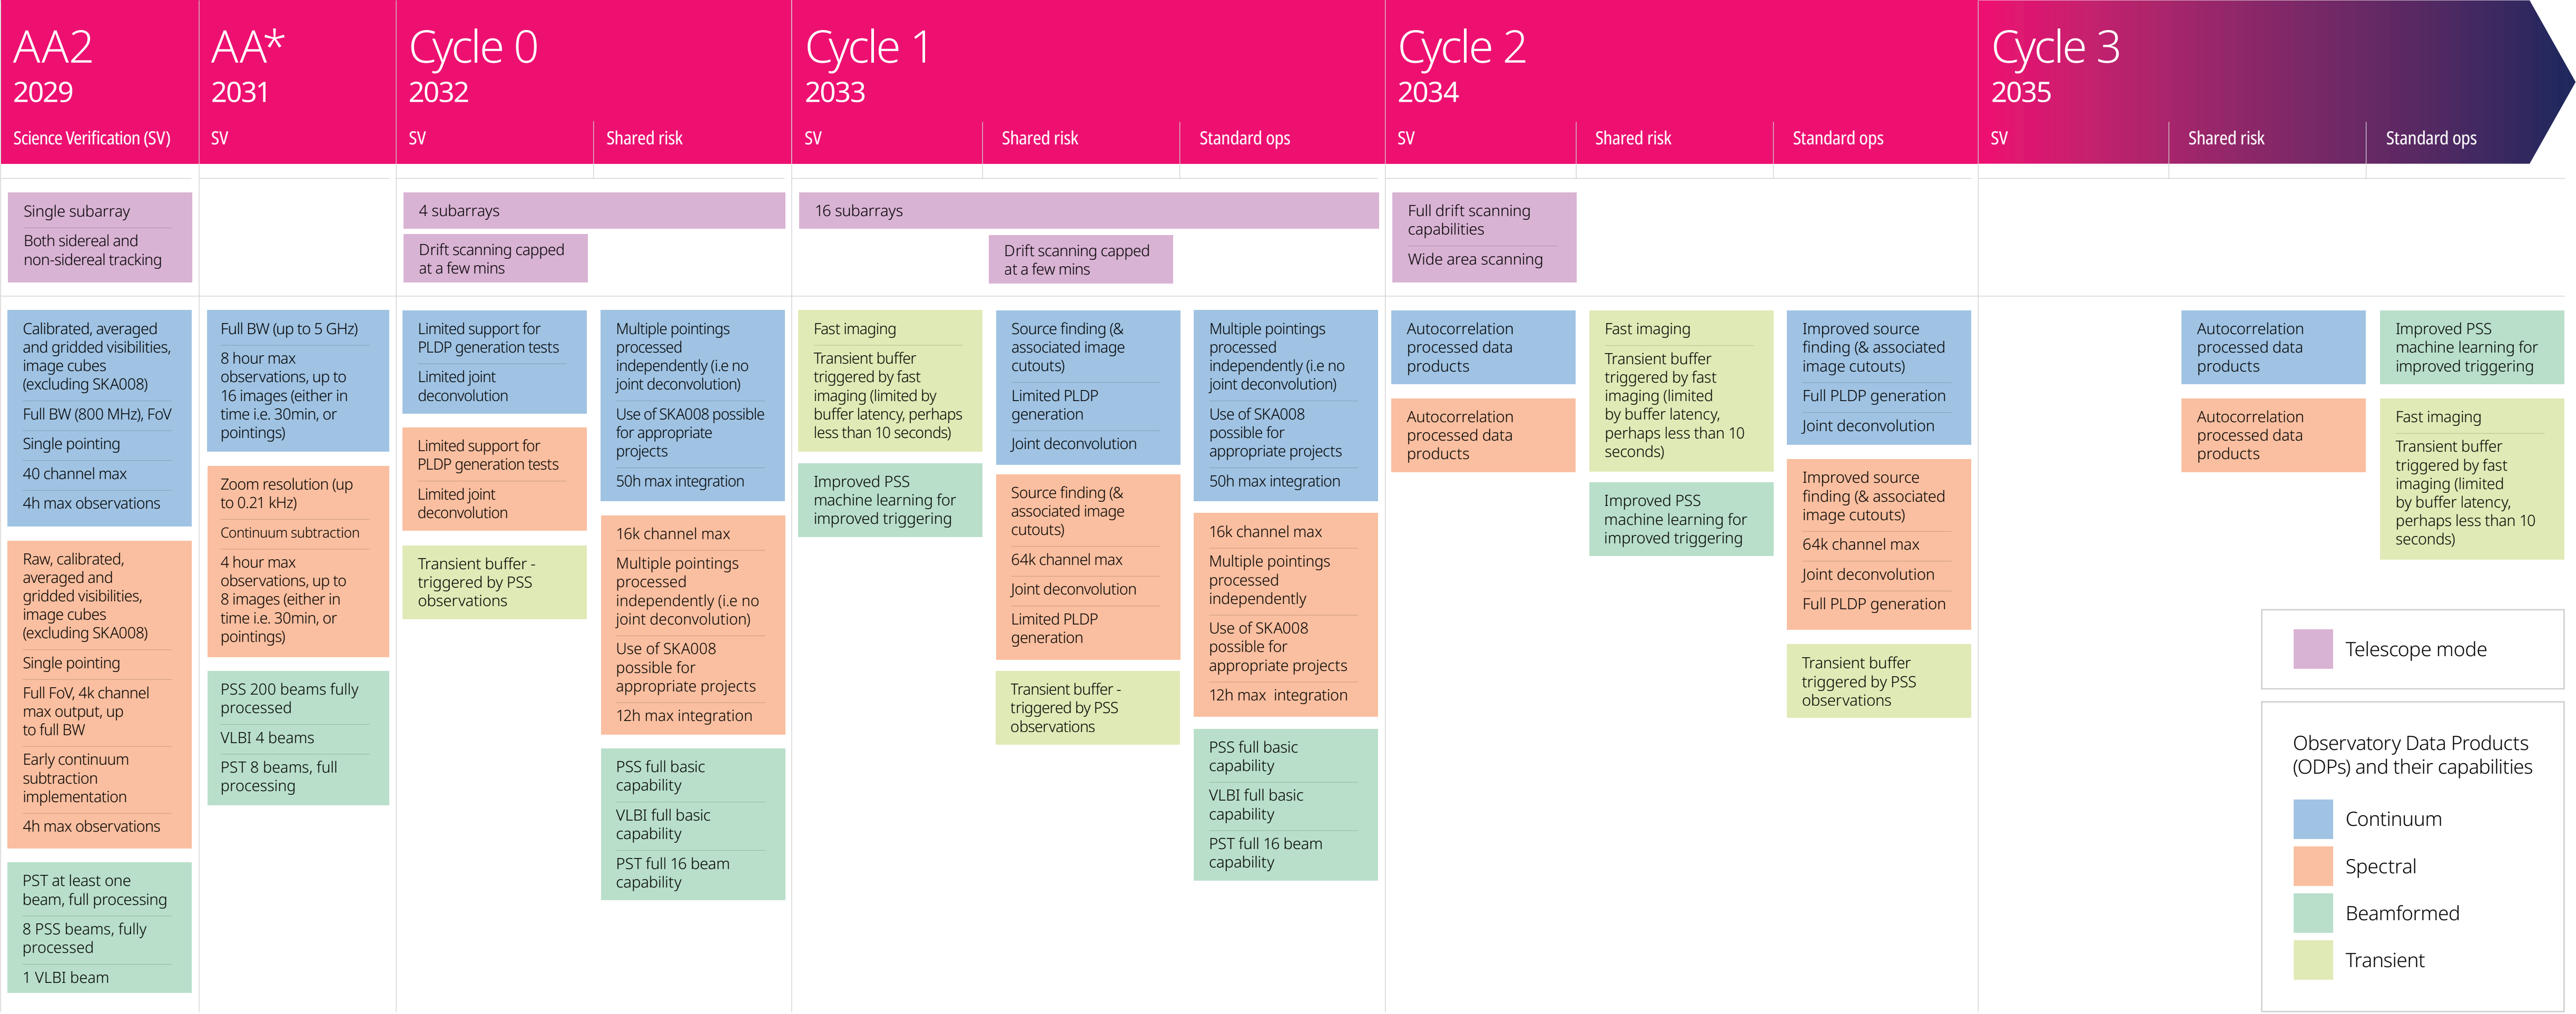 AA2
2029
Science Verification (SV)
AA*
2031
SV
Cycle 0
2032
SV
Shared risk
Cycle 1
2033
SV
Shared risk
Standard ops
Cycle 2
2034
SV
Shared risk
Standard ops
Cycle 3
2035
SV
Shared risk
Standard ops
Single subarray
Both sidereal and
non-sidereal tracking
4 subarrays
Drift scanning capped
at a few mins
16 subarrays
Drift scanning capped
at a few mins
Full drift scanning
capabilities
Wide area scanning
Calibrated, averaged
and gridded visibilities,
image cubes
(excluding SKA008)
Full BW (800 MHz), FoV
Single pointing
40 channel max
4h max observations
Raw, calibrated,
averaged and
gridded visibilities,
image cubes
(excluding SKA008)
Single pointing
Full FoV, 4k channel
max output, up
to full BW
Early continuum
subtraction
implementation
4h max observations
PST at least one
beam, full processing
8 PSS beams, fully
processed
1 VLBI beam
Full BW (up to 5 GHz)
8 hour max
observations, up to
16 images (either in
time i.e. 30min, or
pointings)
Zoom resolution (up
to 0.21 kHz)
Continuum subtraction
4 hour max
observations, up to
8 images (either in
time i.e. 30min, or
pointings)
PSS 200 beams fully
processed
VLBI 4 beams
PST 8 beams, full
processing
Limited support for
PLDP generation tests
Limited joint
deconvolution
Limited support for
PLDP generation tests
Limited joint
deconvolution
Transient buffer -
triggered by PSS
observations
Multiple pointings
processed
independently (i.e no
joint deconvolution)
Use of SKA008 possible
for appropriate
projects
50h max integration
16k channel max
Multiple pointings
processed
independently (i.e no
joint deconvolution)
Use of SKA008
possible for
appropriate projects
12h max integration
PSS full basic
capability
VLBI full basic
capability
PST full 16 beam
capability
Fast imaging
Transient buffer
triggered by fast
imaging (limited by
buffer latency, perhaps
less than 10 seconds)
Improved PSS
machine learning for
improved triggering
Source finding (&
associated image
cutouts)
Limited PLDP
generation
Joint deconvolution
Source finding (&
associated image
cutouts)
64k channel max
Joint deconvolution
Limited PLDP
generation
Transient buffer -
triggered by PSS
observations
Multiple pointings
processed
independently (i.e no
joint deconvolution)
Use of SKA008
possible for
appropriate projects
50h max integration
16k channel max
Multiple pointings
processed
independently
Use of SKA008
possible for
appropriate projects
12h max  integration
PSS full basic
capability
VLBI full basic
capability
PST full 16 beam
capability
Autocorrelation
processed data
products
Autocorrelation
processed data
products
Fast imaging
Transient buffer
triggered by fast
imaging (limited
by buffer latency,
perhaps less than 10
seconds)
Improved PSS
machine learning for
improved triggering
Improved source
finding (& associated
image cutouts)
Full PLDP generation
Joint deconvolution
Improved source
finding (& associated
image cutouts)
64k channel max
Joint deconvolution
Full PLDP generation
Transient buffer
triggered by PSS
observations
Autocorrelation
processed data
products
Autocorrelation
processed data
products
Improved PSS
machine learning for
improved triggering
Fast imaging
Transient buffer
triggered by fast
imaging (limited
by buffer latency,
perhaps less than 10
seconds)
Telescope mode
Observatory Data Products
(ODPs) and their capabilities
Continuum
Spectral
Beamformed
Transient